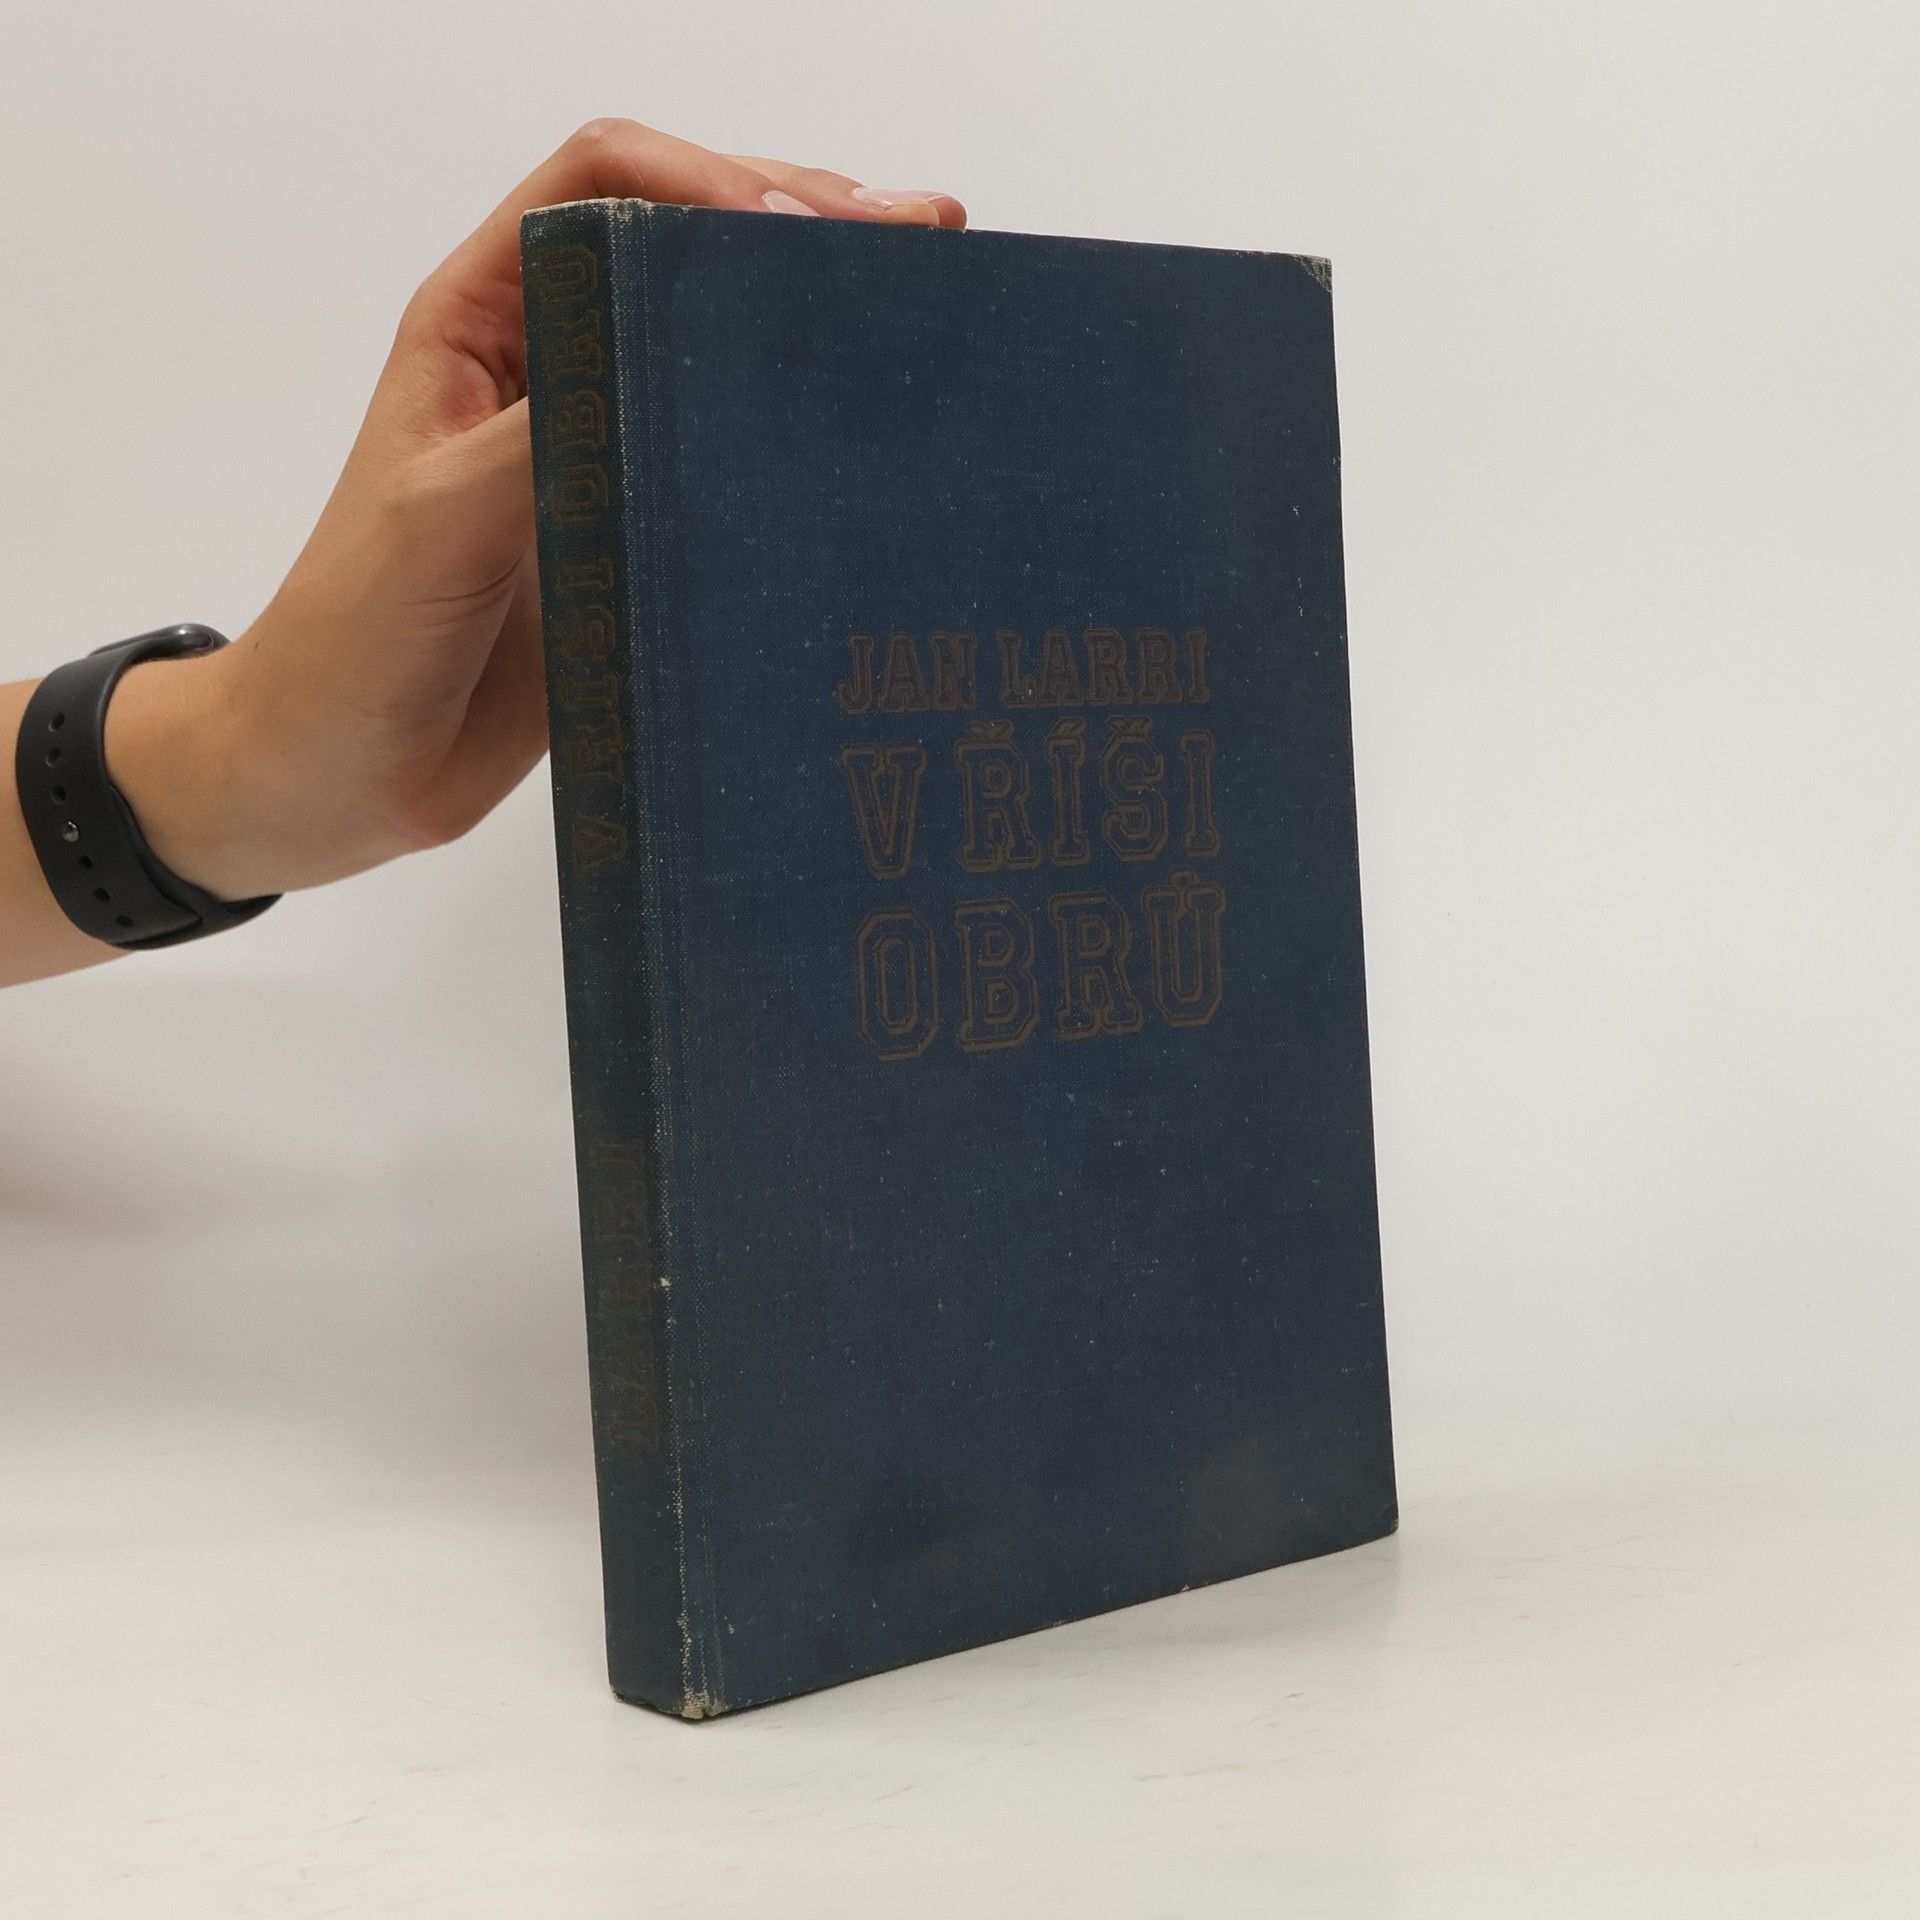 JAN LARRI
V ŘÍŠI
OBRŮ
V ŘÍŠI OBRŮ
LARRI